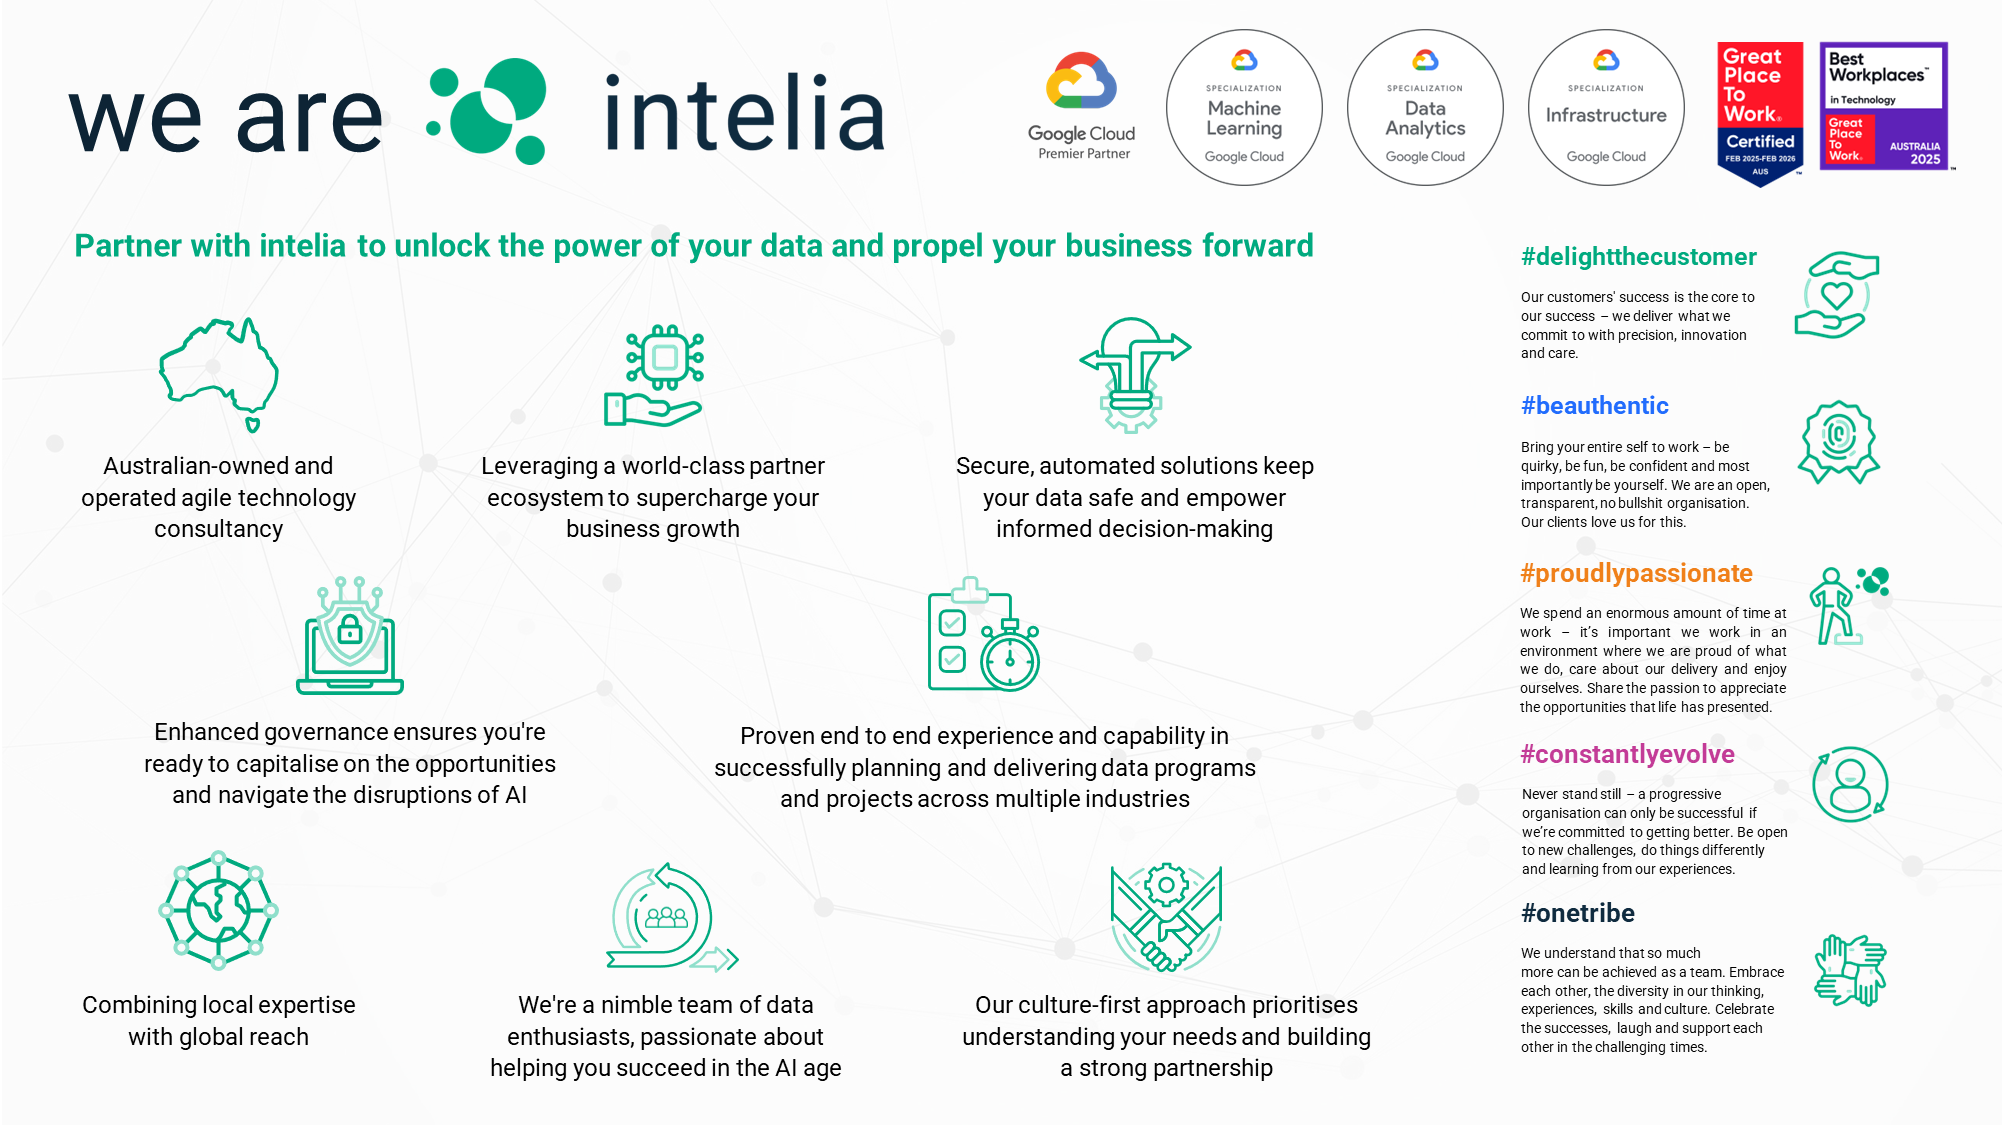 we are intelia
Google Cloud
Premier Partner
SPECIALIZATION
Machine
Learning
Google Cloud
SPECIALIZATION
Data
Analytics
Google Cloud
SPECIALIZATION
Infrastructure
Google Cloud
Great
Place
To
Work®
Certified
FEB 2025-FEB 2026
AUS
™
Best
Workplaces™
in Technology
Great
Place
To
Work®
AUSTRALIA
2025
™
Partner with intelia to unlock the power of your data and propel your business forward
Australian-owned and
operated agile technology
consultancy
Leveraging a world-class partner
ecosystem to supercharge your
business growth
Secure, automated solutions keep
your data safe and empower
informed decision-making
Enhanced governance ensures you're
ready to capitalise on the opportunities
and navigate the disruptions of AI
Proven end to end experience and capability in
successfully planning and delivering data programs
and projects across multiple industries
Combining local expertise
with global reach
We're a nimble team of data
enthusiasts, passionate about
helping you succeed in the AI age
Our culture-first approach prioritises
understanding your needs and building
a strong partnership
#delightthecustomer
Our customers' success is the core to
our success – we deliver what we
commit to with precision, innovation
and care.
#beauthentic
Bring your entire self to work – be
quirky, be fun, be confident and most
importantly be yourself. We are an open,
transparent, no bullshit organisation.
Our clients love us for this.
#proudlypassionate
We spend an enormous amount of time at
work – it’s important we work in an
environment where we are proud of what
we do, care about our delivery and enjoy
ourselves. Share the passion to appreciate
the opportunities that life has presented.
#constantlyevolve
Never stand still – a progressive
organisation can only be successful if
we’re committed to getting better. Be open
to new challenges, do things differently
and learning from our experiences.
#onetribe
We understand that so much
more can be achieved as a team. Embrace
each other, the diversity in our thinking,
experiences, skills and culture. Celebrate
the successes, laugh and support each
other in the challenging times.